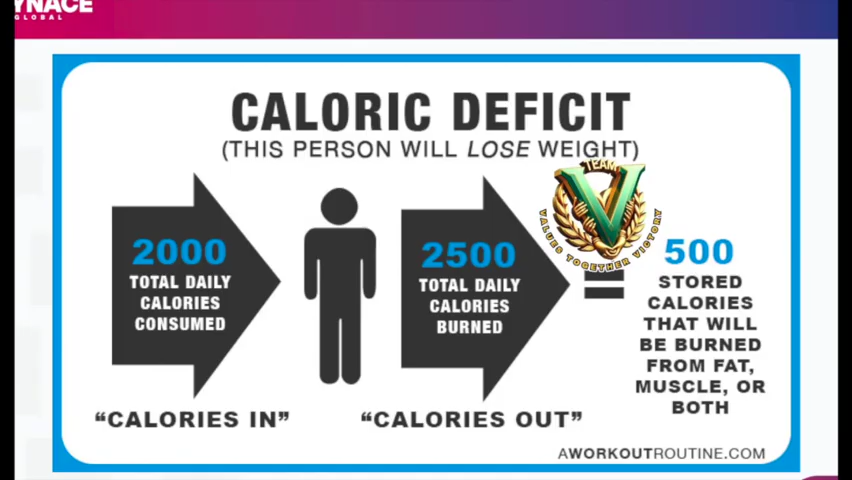 YNACE
GLOBAL
CALORIC DEFICIT
(THIS PERSON WILL LOSE WEIGHT)
TEAM
V
VALUES TOGETHER VICTORY
2000
TOTAL DAILY
CALORIES
CONSUMED
2500
TOTAL DAILY
CALORIES
BURNED
=
500
STORED
CALORIES
THAT WILL
BE BURNED
FROM FAT,
MUSCLE, OR
BOTH
“CALORIES IN”
“CALORIES OUT”
AWORKOUTROUTINE.COM